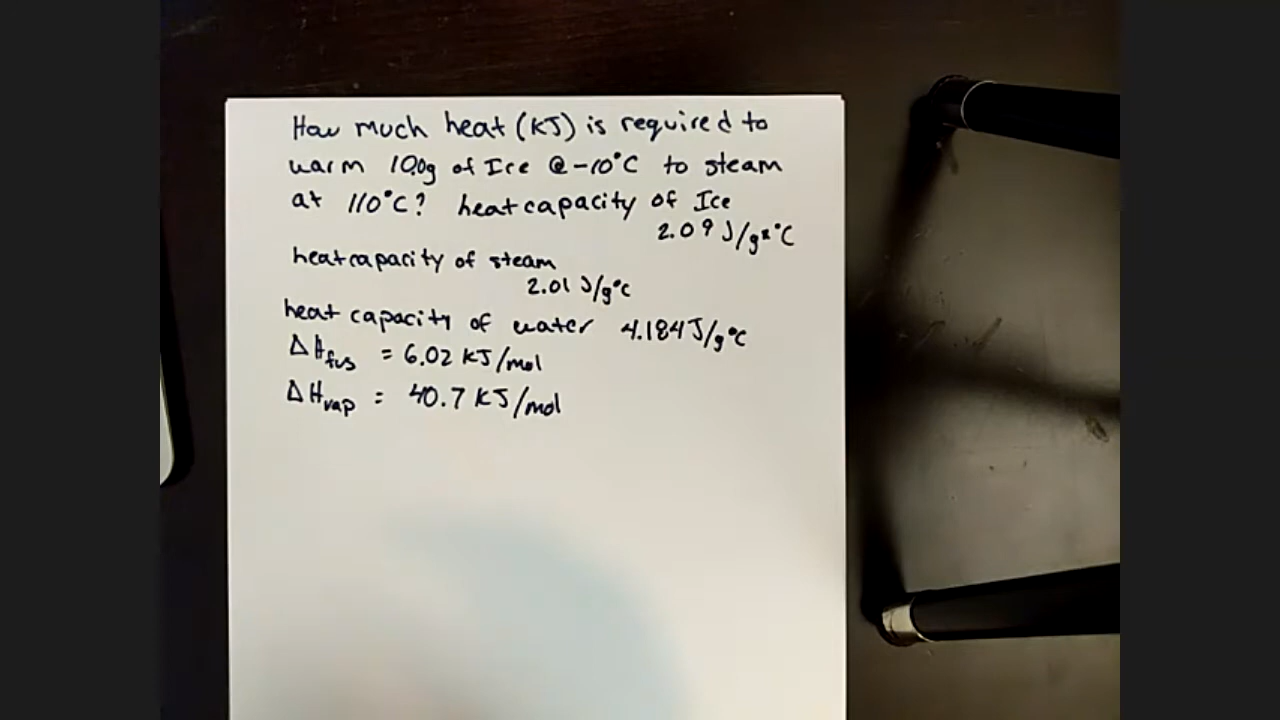 How much heat (KJ) is required to
warm 10.0g of Ice @ -10°C to steam
at 110°C? heat capacity of Ice
2.09 J/g*°C
heat capacity of steam
2.01 J/g°C
heat capacity of water 4.184 J/g°C
ΔHfus = 6.02 KJ/mol
ΔHvap = 40.7 KJ/mol